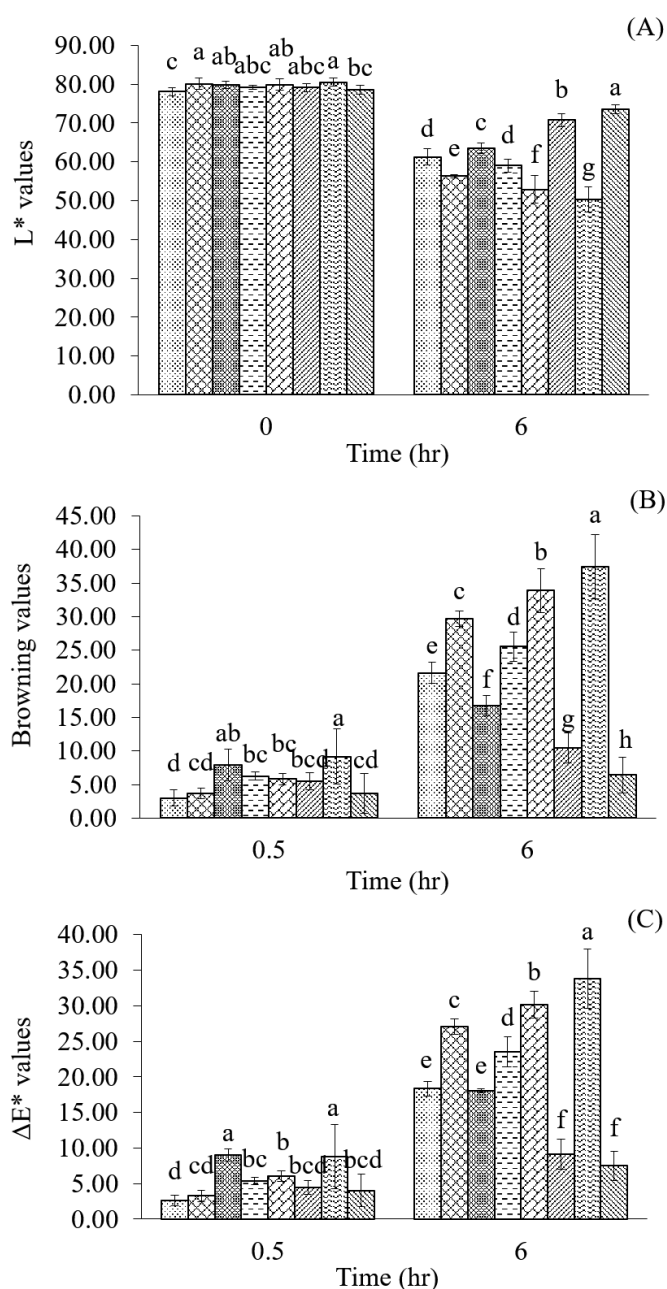 (A)
90.00
80.00
70.00
60.00
50.00
40.00
30.00
20.00
10.00
0.00
L* values
c a ab abc ab abc a bc
d e c d f b g a
0 6
Time (hr)
(B)
45.00
40.00
35.00
30.00
25.00
20.00
15.00
10.00
5.00
0.00
Browning values
d cd ab bc bc bcd a cd
e c f d b g a h
0.5 6
Time (hr)
(C)
40.00
35.00
30.00
25.00
20.00
15.00
10.00
5.00
0.00
ΔE* values
d cd a bc b bcd a bcd
e c e d b f a f
0.5 6
Time (hr)